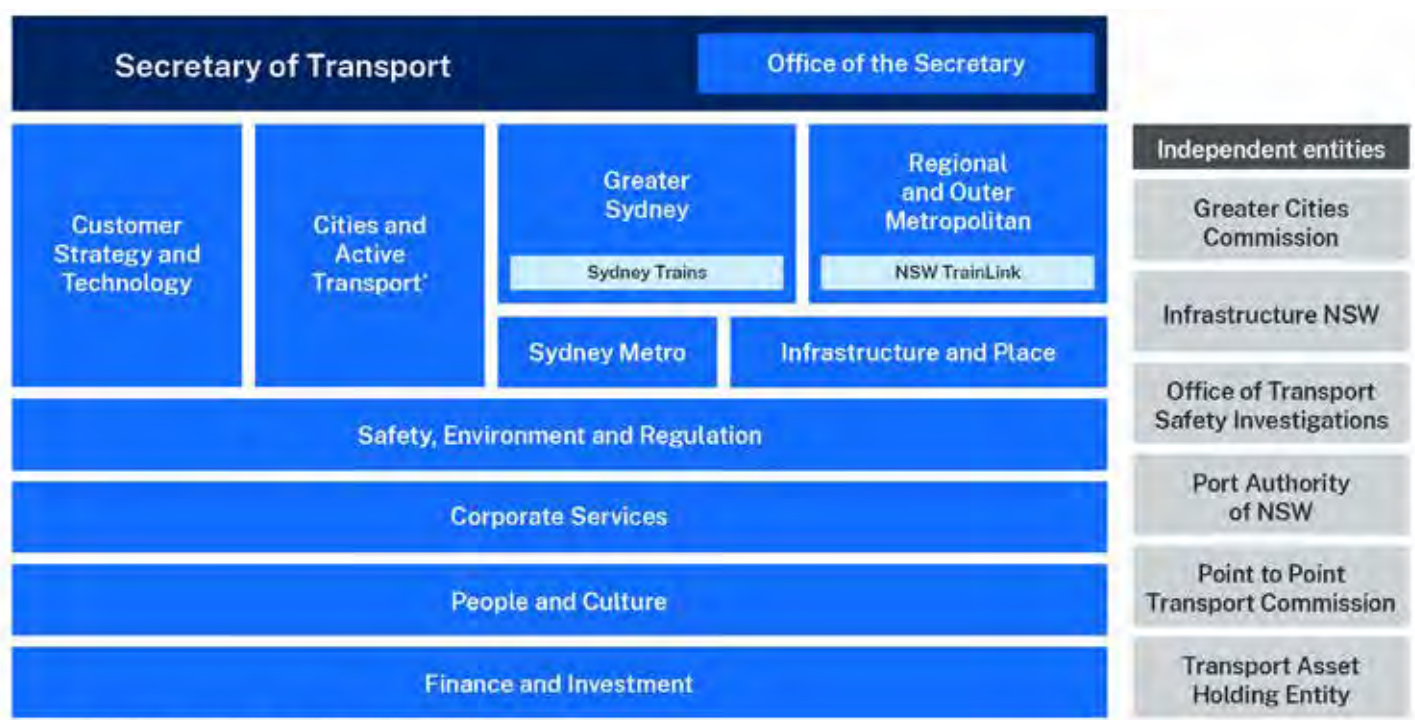 Secretary of Transport
Office of the Secretary
Customer
Strategy and
Technology
Cities and
Active
Transport*
Greater
Sydney
Sydney Trains
Regional
and Outer
Metropolitan
NSW TrainLink
Sydney Metro
Infrastructure and Place
Safety, Environment and Regulation
Corporate Services
People and Culture
Finance and Investment
Independent entities
Greater Cities
Commission
Infrastructure NSW
Office of Transport
Safety Investigations
Port Authority
of NSW
Point to Point
Transport Commission
Transport Asset
Holding Entity